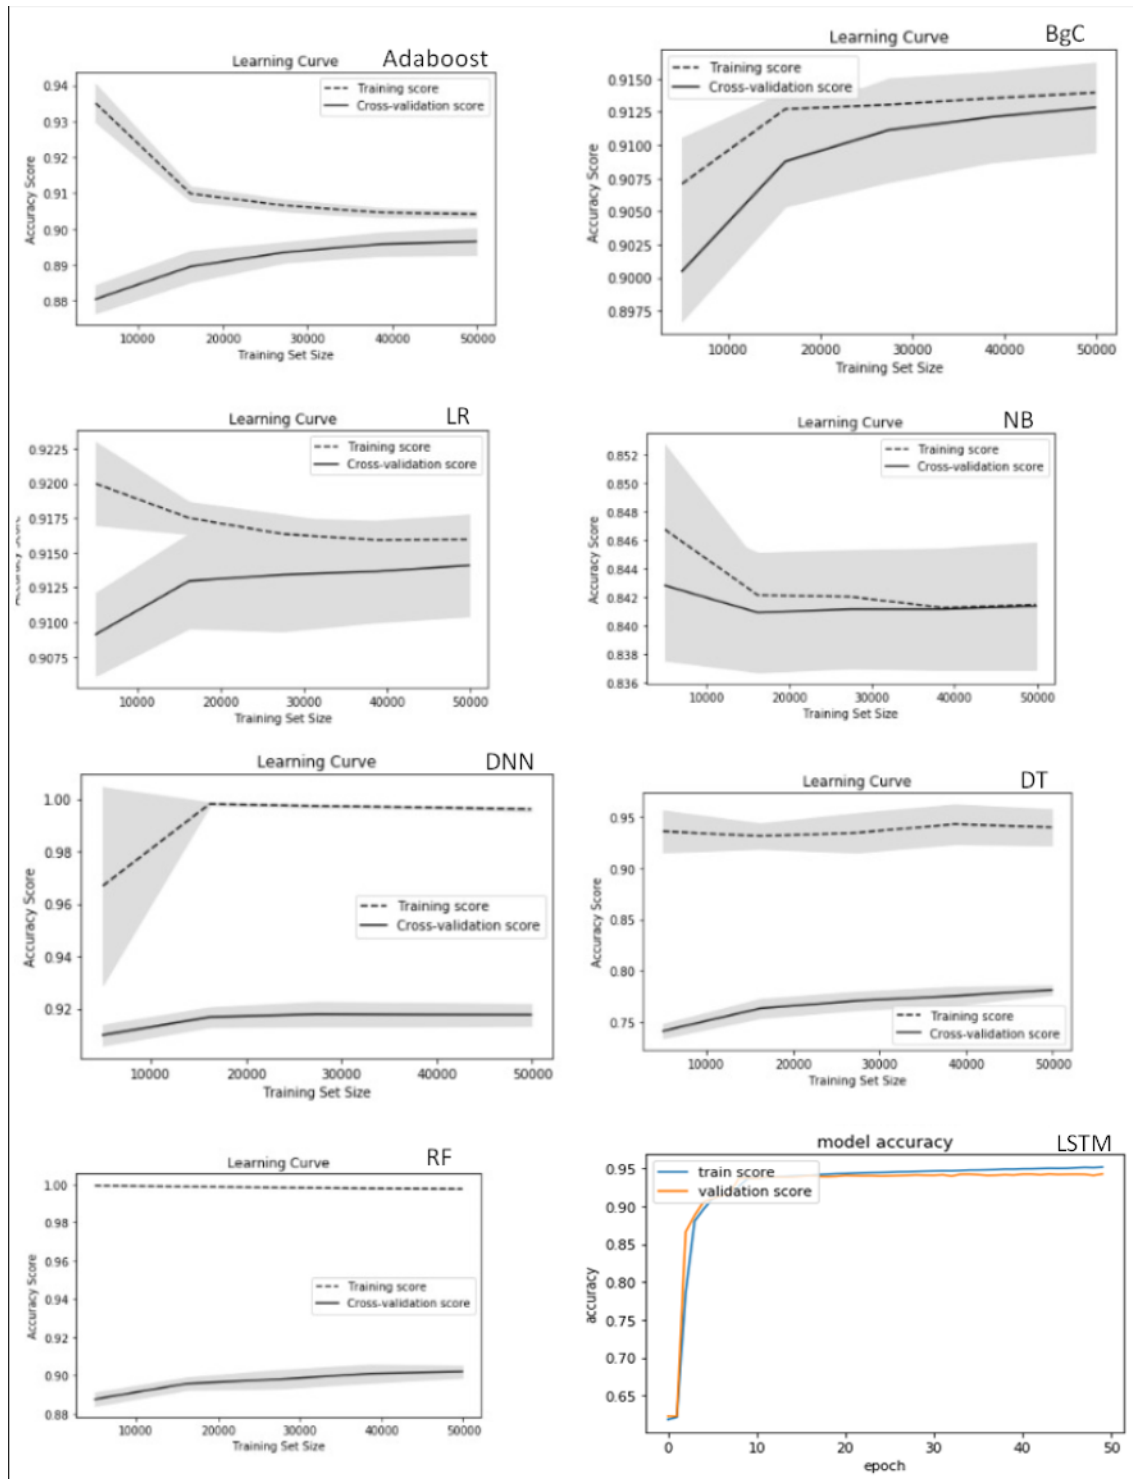 Learning Curve Adaboost
Training score
Cross-validation score
Accuracy Score
0.94
0.93
0.92
0.91
0.90
0.89
0.88
10000 20000 30000 40000 50000
Training Set Size
Learning Curve BgC
Training score
Cross-validation score
Accuracy Score
0.9150
0.9125
0.9100
0.9075
0.9050
0.9025
0.9000
0.8975
10000 20000 30000 40000 50000
Training Set Size
Learning Curve LR
Training score
Cross-validation score
Accuracy Score
0.9225
0.9200
0.9175
0.9150
0.9125
0.9100
0.9075
10000 20000 30000 40000 50000
Training Set Size
Learning Curve NB
Training score
Cross-validation score
Accuracy Score
0.852
0.850
0.848
0.846
0.844
0.842
0.840
0.838
0.836
10000 20000 30000 40000 50000
Training Set Size
Learning Curve DNN
Training score
Cross-validation score
Accuracy Score
1.00
0.98
0.96
0.94
0.92
10000 20000 30000 40000 50000
Training Set Size
Learning Curve DT
Training score
Cross-validation score
Accuracy Score
0.95
0.90
0.85
0.80
0.75
10000 20000 30000 40000 50000
Training Set Size
Learning Curve RF
Training score
Cross-validation score
Accuracy Score
1.00
0.98
0.96
0.94
0.92
0.90
0.88
10000 20000 30000 40000 50000
Training Set Size
model accuracy LSTM
train score
validation score
accuracy
0.95
0.90
0.85
0.80
0.75
0.70
0.65
0 10 20 30 40 50
epoch